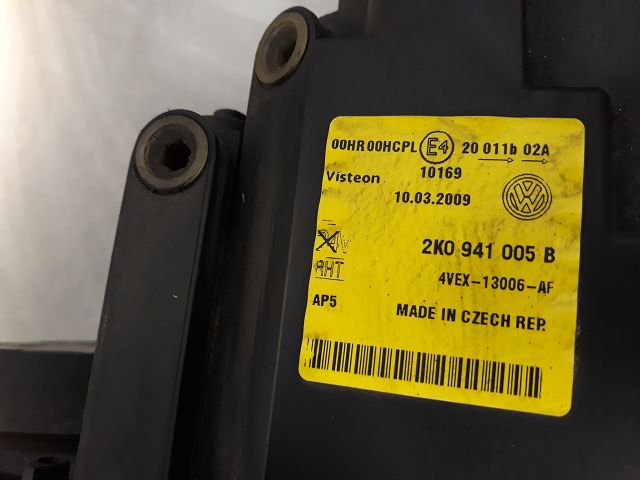 00HR00HCPL E4 20 011b 02A
10169
Visteon
10.03.2009
2K0 941 005 B
AHT
4VEX-13006-AF
AP5
MADE IN CZECH REP.